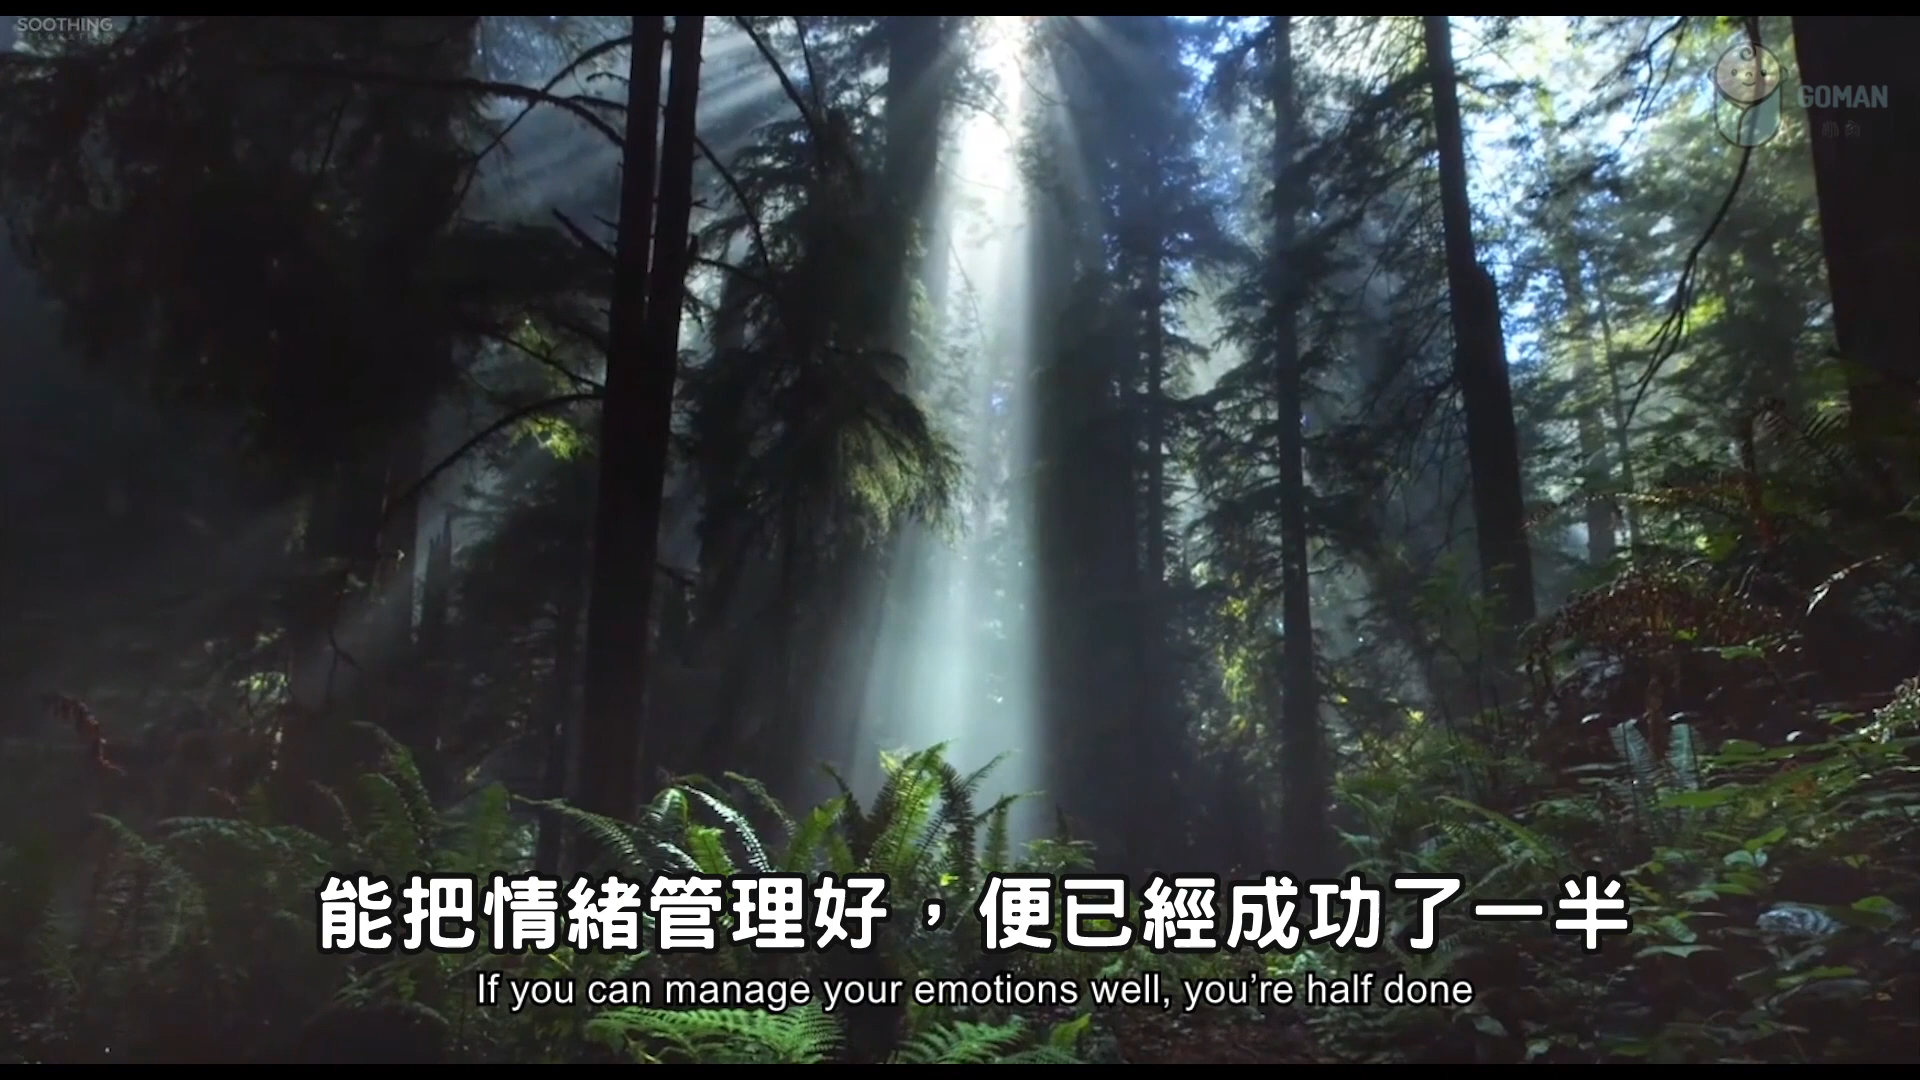 SOOTHING
RELAXATION
GOMAN
能把情緒管理好，便已經成功了一半
If you can manage your emotions well, you're half done